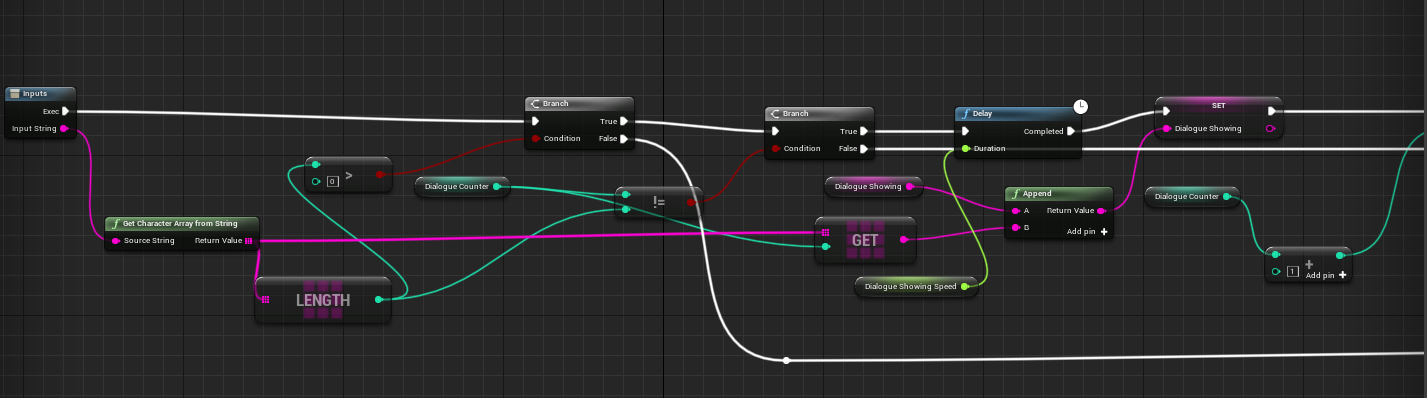 Inputs
Exec
Input String
Get Character Array from String
Source String Return Value
LENGTH
0 >
Branch
True
Condition False
Dialogue Counter
!=
Branch
True
Condition False
Dialogue Showing
GET
Dialogue Showing Speed
Delay
Completed
Duration
Append
A Return Value
B
Add pin +
SET
Dialogue Showing
Dialogue Counter
+
1 Add pin +